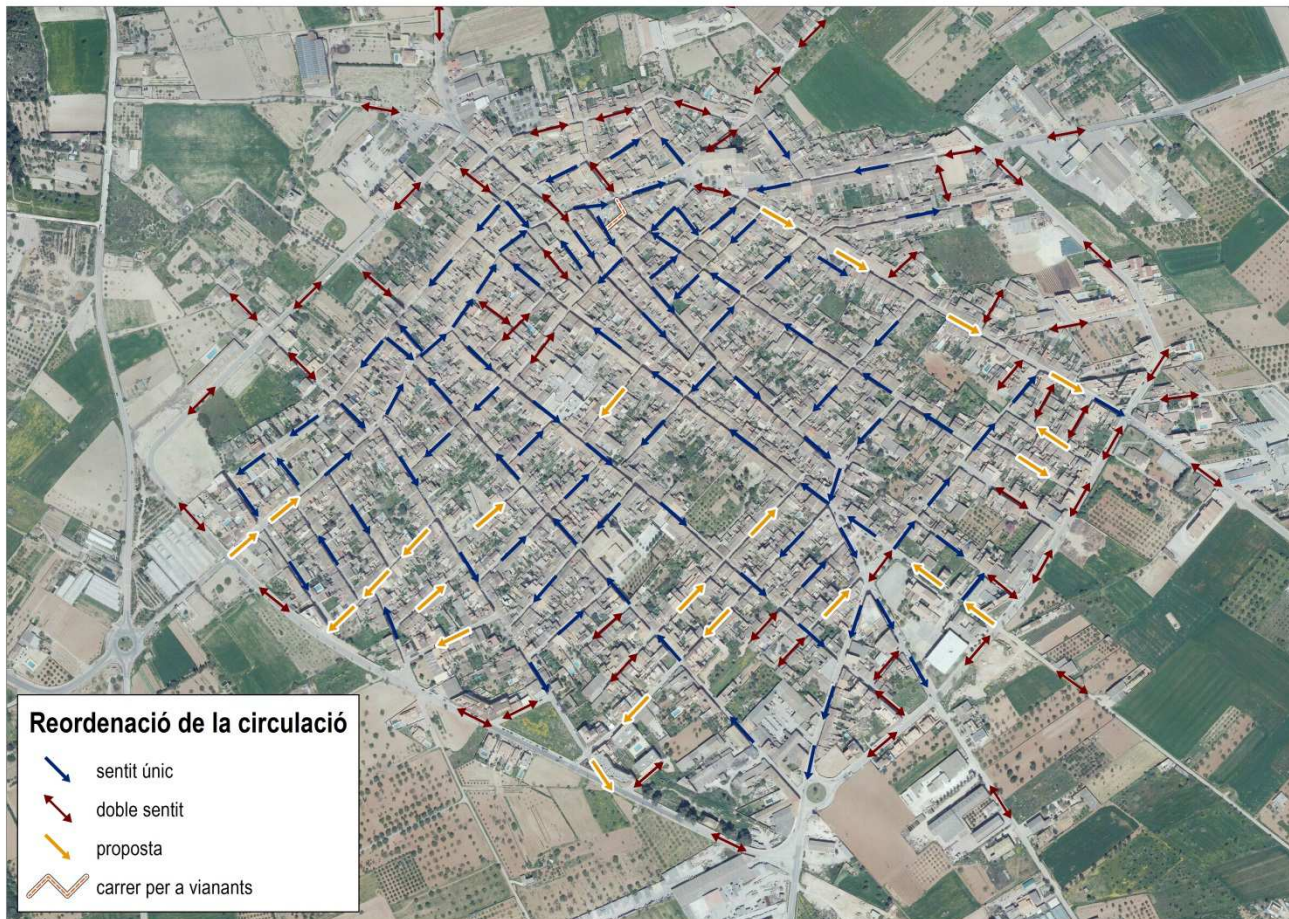 Reordenació de la circulació
sentit únic
doble sentit
proposta
carrer per a vianants